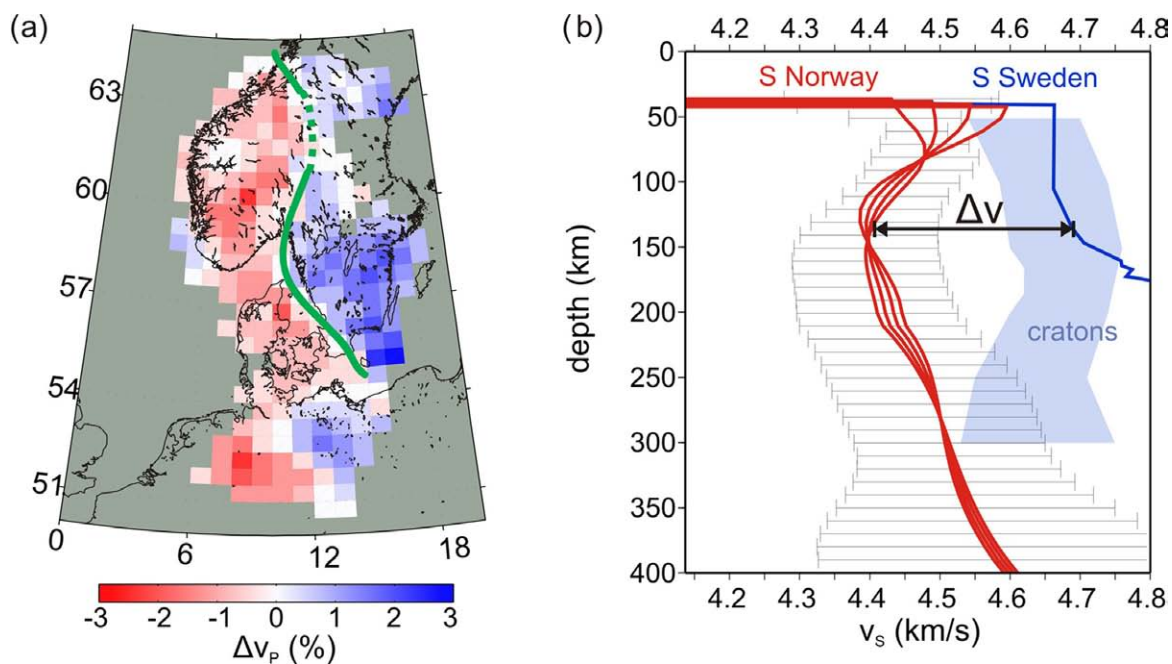 (a)
63
60
57
54
51
0
6
12
18
-3 -2 -1 0 1 2 3
Δv_P (%)
(b)
4.2 4.3 4.4 4.5 4.6 4.7 4.8
0
S Norway S Sweden
50
100
Δv
150
200
cratons
250
300
350
400
4.2 4.3 4.4 4.5 4.6 4.7 4.8
v_S (km/s)
depth (km)